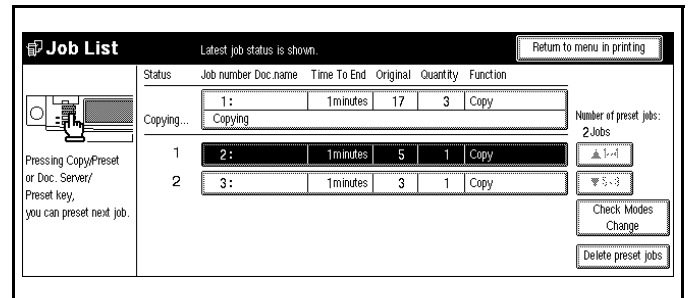 Job List
Latest job status is shown.
Return to menu in printing
Status Job number Doc.name Time To End Original Quantity Function
Copying... 1: 1minutes 17 3 Copy
Copying
1 2: 1minutes 5 1 Copy
2 3: 1minutes 3 1 Copy
Pressing Copy/Preset
or Doc. Server/
Preset key,
you can preset next job.
Number of preset jobs:
2Jobs
Check Modes
Change
Delete preset jobs